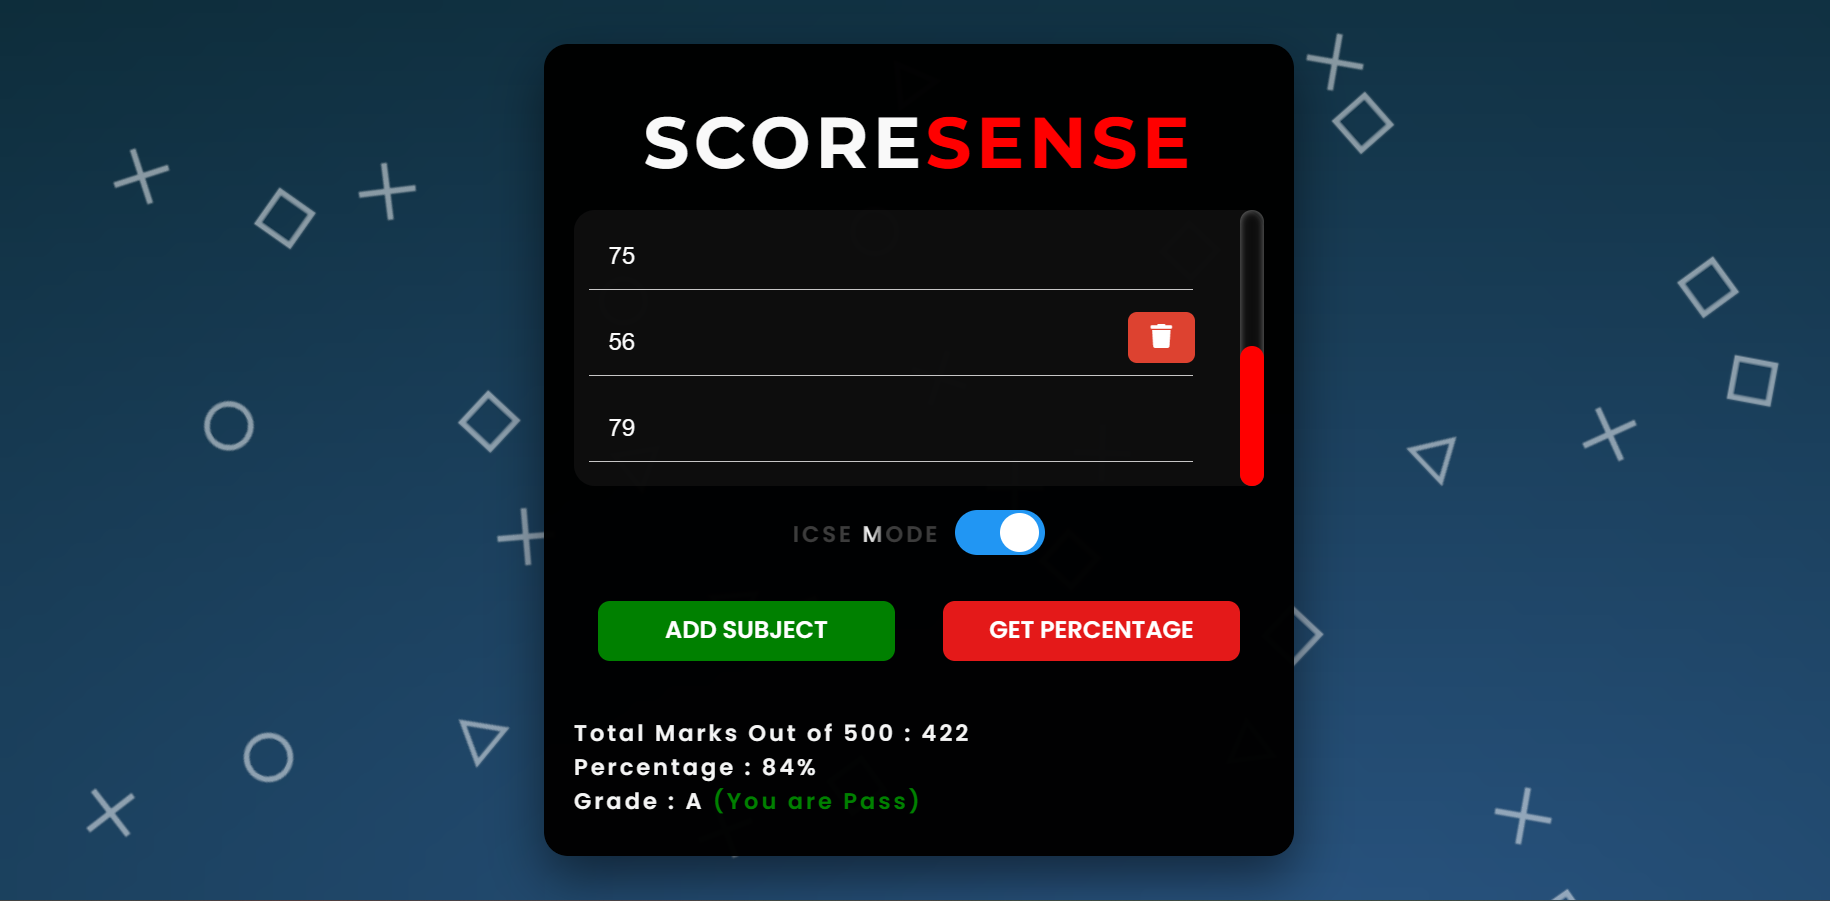 SCORESENSE
75
56
79
ICSE MODE
ADD SUBJECT
GET PERCENTAGE
Total Marks Out of 500 : 422
Percentage : 84%
Grade : A (You are Pass)